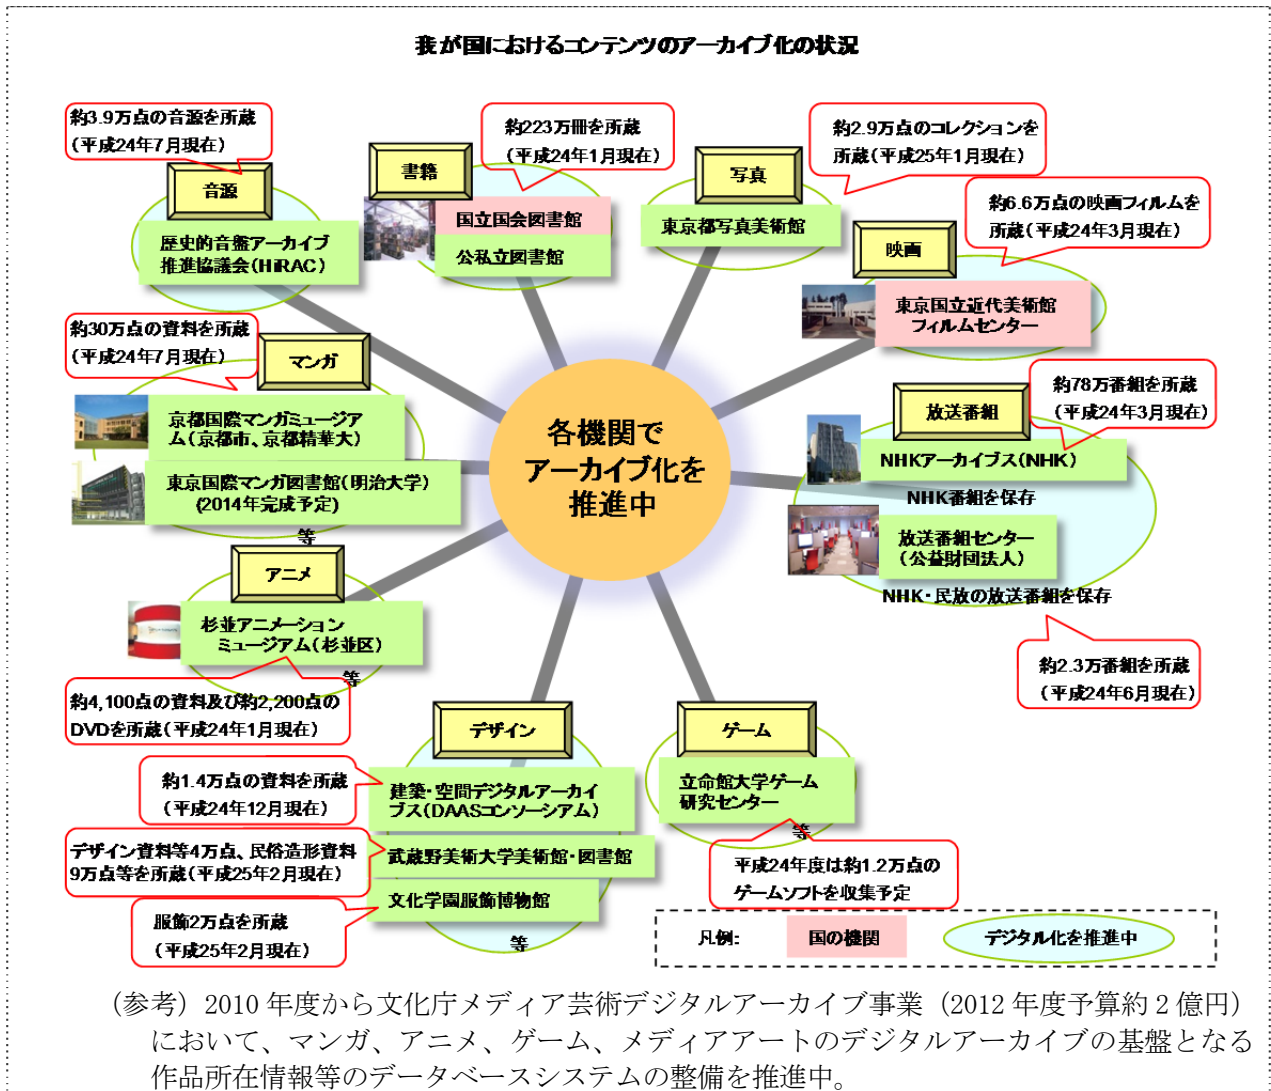 我が国におけるコンテンツのアーカイブ化の状況
約3.9万点の音源を所蔵
(平成24年7月現在)
音源
歴史的音盤アーカイブ
推進協議会(HiRAC)
約223万冊を所蔵
(平成24年1月現在)
書籍
国立国会図書館
公私立図書館
約2.9万点のコレクションを
所蔵(平成25年1月現在)
写真
東京都写真美術館
約6.6万点の映画フィルムを
所蔵(平成24年3月現在)
映画
東京国立近代美術館
フィルムセンター
約30万点の資料を所蔵
(平成24年7月現在)
マンガ
京都国際マンガミュージア
ム(京都市、京都精華大)
東京国際マンガ図書館(明治大学)
(2014年完成予定)
等
各機関で
アーカイブ化を
推進中
約78万番組を所蔵
(平成24年3月現在)
放送番組
NHKアーカイブス(NHK)
NHK番組を保存
放送番組センター
(公益財団法人)
NHK・民放の放送番組を保存
約2.3万番組を所蔵
(平成24年6月現在)
アニメ
杉並アニメーション
ミュージアム(杉並区)
等
約4,100点の資料及び約2,200点の
DVDを所蔵(平成24年1月現在)
デザイン
約1.4万点の資料を所蔵
(平成24年12月現在)
建築・空間デジタルアーカイ
ブス(DAASコンソーシアム)
デザイン資料等4万点、民俗造形資料
9万点等を所蔵(平成25年2月現在)
武蔵野美術大学美術館・図書館
服飾2万点を所蔵
(平成25年2月現在)
文化学園服飾博物館
等
ゲーム
立命館大学ゲーム
研究センター
等
平成24年度は約1.2万点の
ゲームソフトを収集予定
凡例:
国の機関
デジタル化を推進中
(参考) 2010 年度から文化庁メディア芸術デジタルアーカイブ事業 (2012 年度予算約 2 億円)
において、マンガ、アニメ、ゲーム、メディアアートのデジタルアーカイブの基盤となる
作品所在情報等のデータベースシステムの整備を推進中。